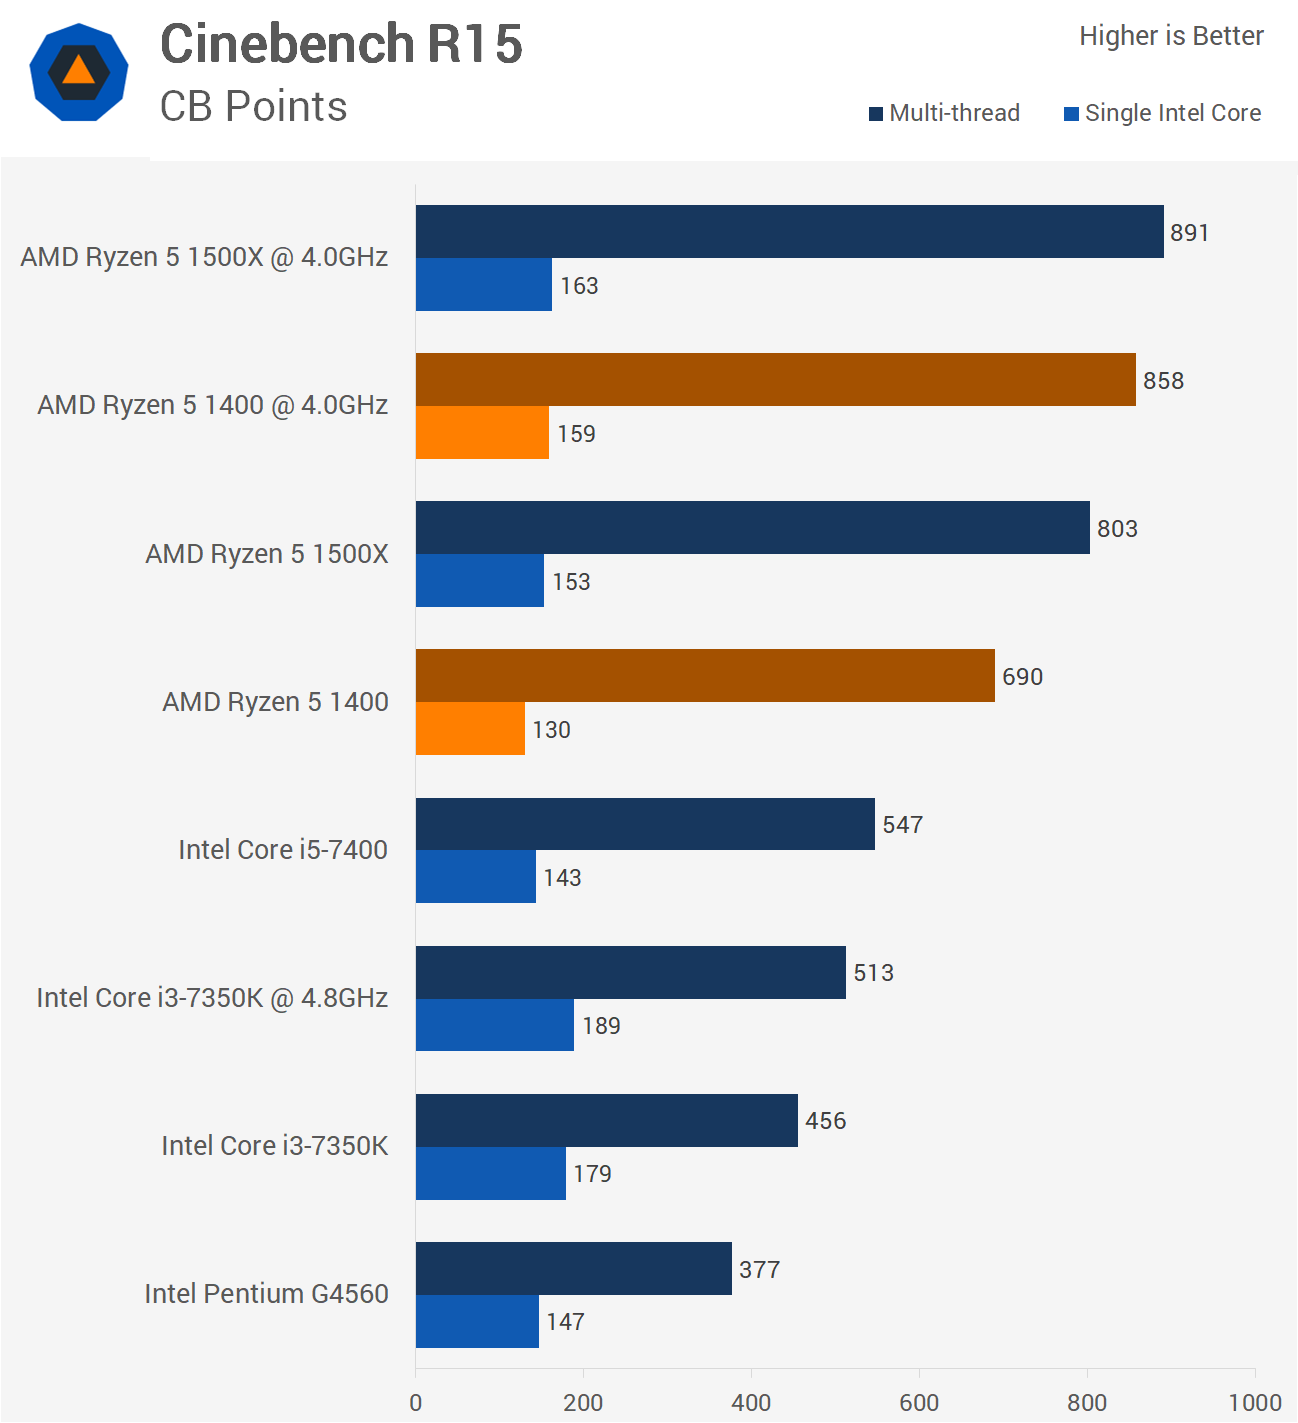 Cinebench R15
CB Points
Higher is Better
Multi-thread
Single Intel Core
AMD Ryzen 5 1500X @ 4.0GHz
891
163
AMD Ryzen 5 1400 @ 4.0GHz
858
159
AMD Ryzen 5 1500X
803
153
AMD Ryzen 5 1400
690
130
Intel Core i5-7400
547
143
Intel Core i3-7350K @ 4.8GHz
513
189
Intel Core i3-7350K
456
179
Intel Pentium G4560
377
147
0 200 400 600 800 1000